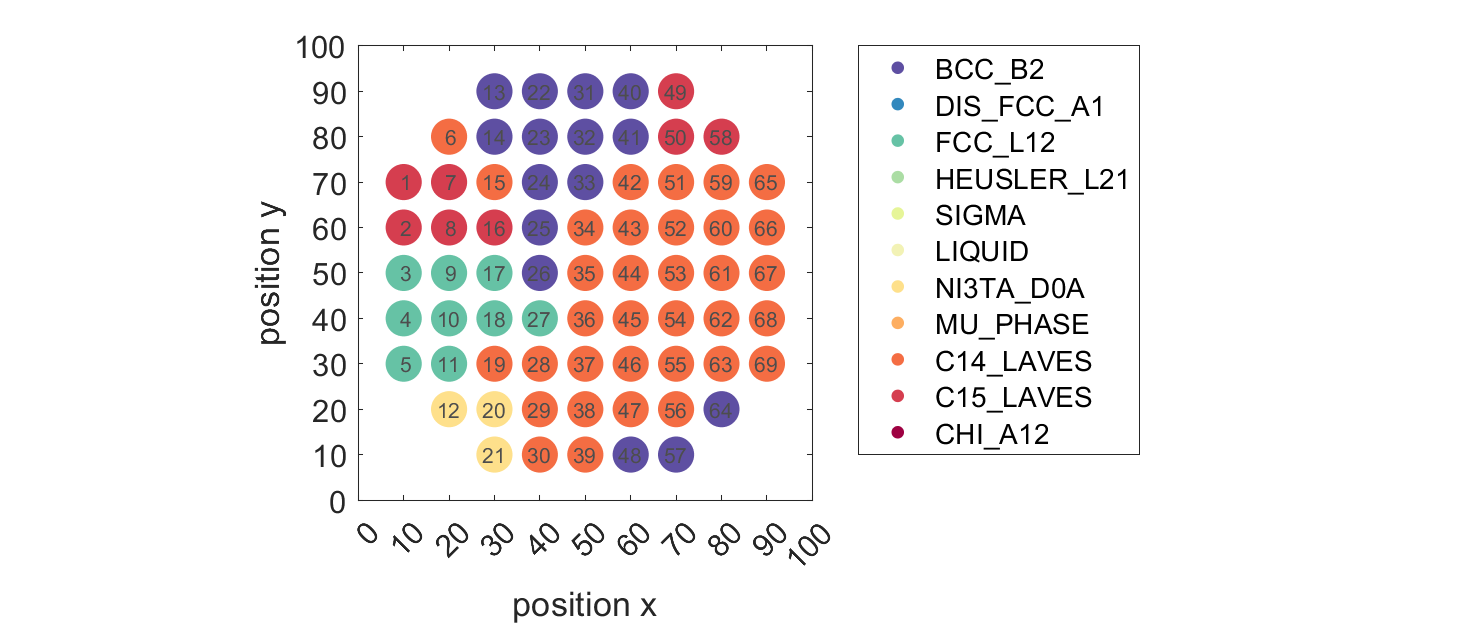 100
90
80
70
60
50
40
30
20
10
0
position y
13 22 31 40 49
6 14 23 32 41 50 58
1 7 15 24 33 42 51 59 65
2 8 16 25 34 43 52 60 66
3 9 17 26 35 44 53 61 67
4 10 18 27 36 45 54 62 68
5 11 19 28 37 46 55 63 69
12 20 29 38 47 56 64
21 30 39 48 57
0 10 20 30 40 50 60 70 80 90 100
position x
BCC_B2
DIS_FCC_A1
FCC_L12
HEUSLER_L21
SIGMA
LIQUID
NI3TA_D0A
MU_PHASE
C14_LAVES
C15_LAVES
CHI_A12